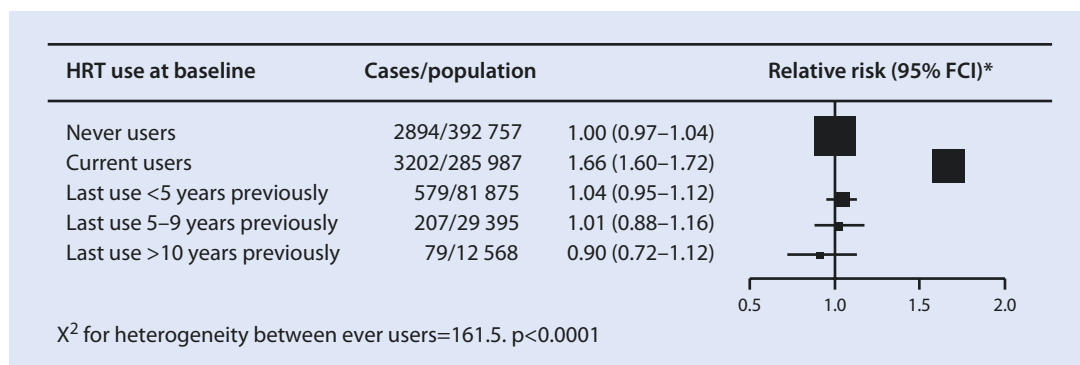 HRT use at baseline Cases/population Relative risk (95% FCI)*
Never users 2894/392 757 1.00 (0.97–1.04)
Current users 3202/285 987 1.66 (1.60–1.72)
Last use <5 years previously 579/81 875 1.04 (0.95–1.12)
Last use 5–9 years previously 207/29 395 1.01 (0.88–1.16)
Last use >10 years previously 79/12 568 0.90 (0.72–1.12)
0.5 1.0 1.5 2.0
X² for heterogeneity between ever users=161.5. p<0.0001